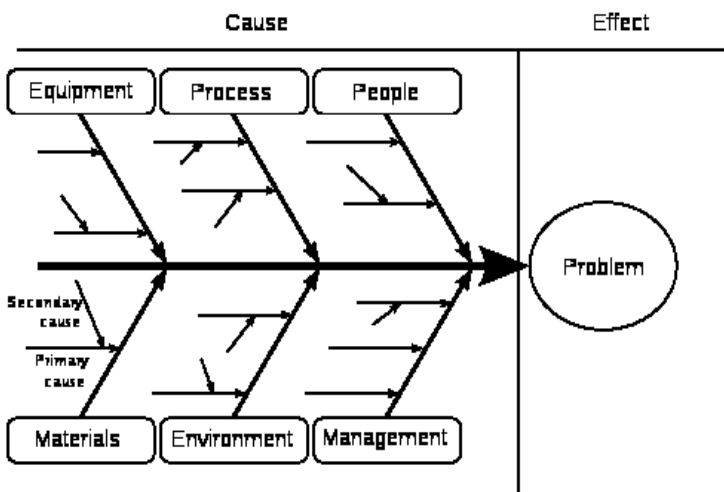 Cause
Effect
Equipment
Process
People
Problem
Secondary
cause
Primary
cause
Materials
Environment
Management